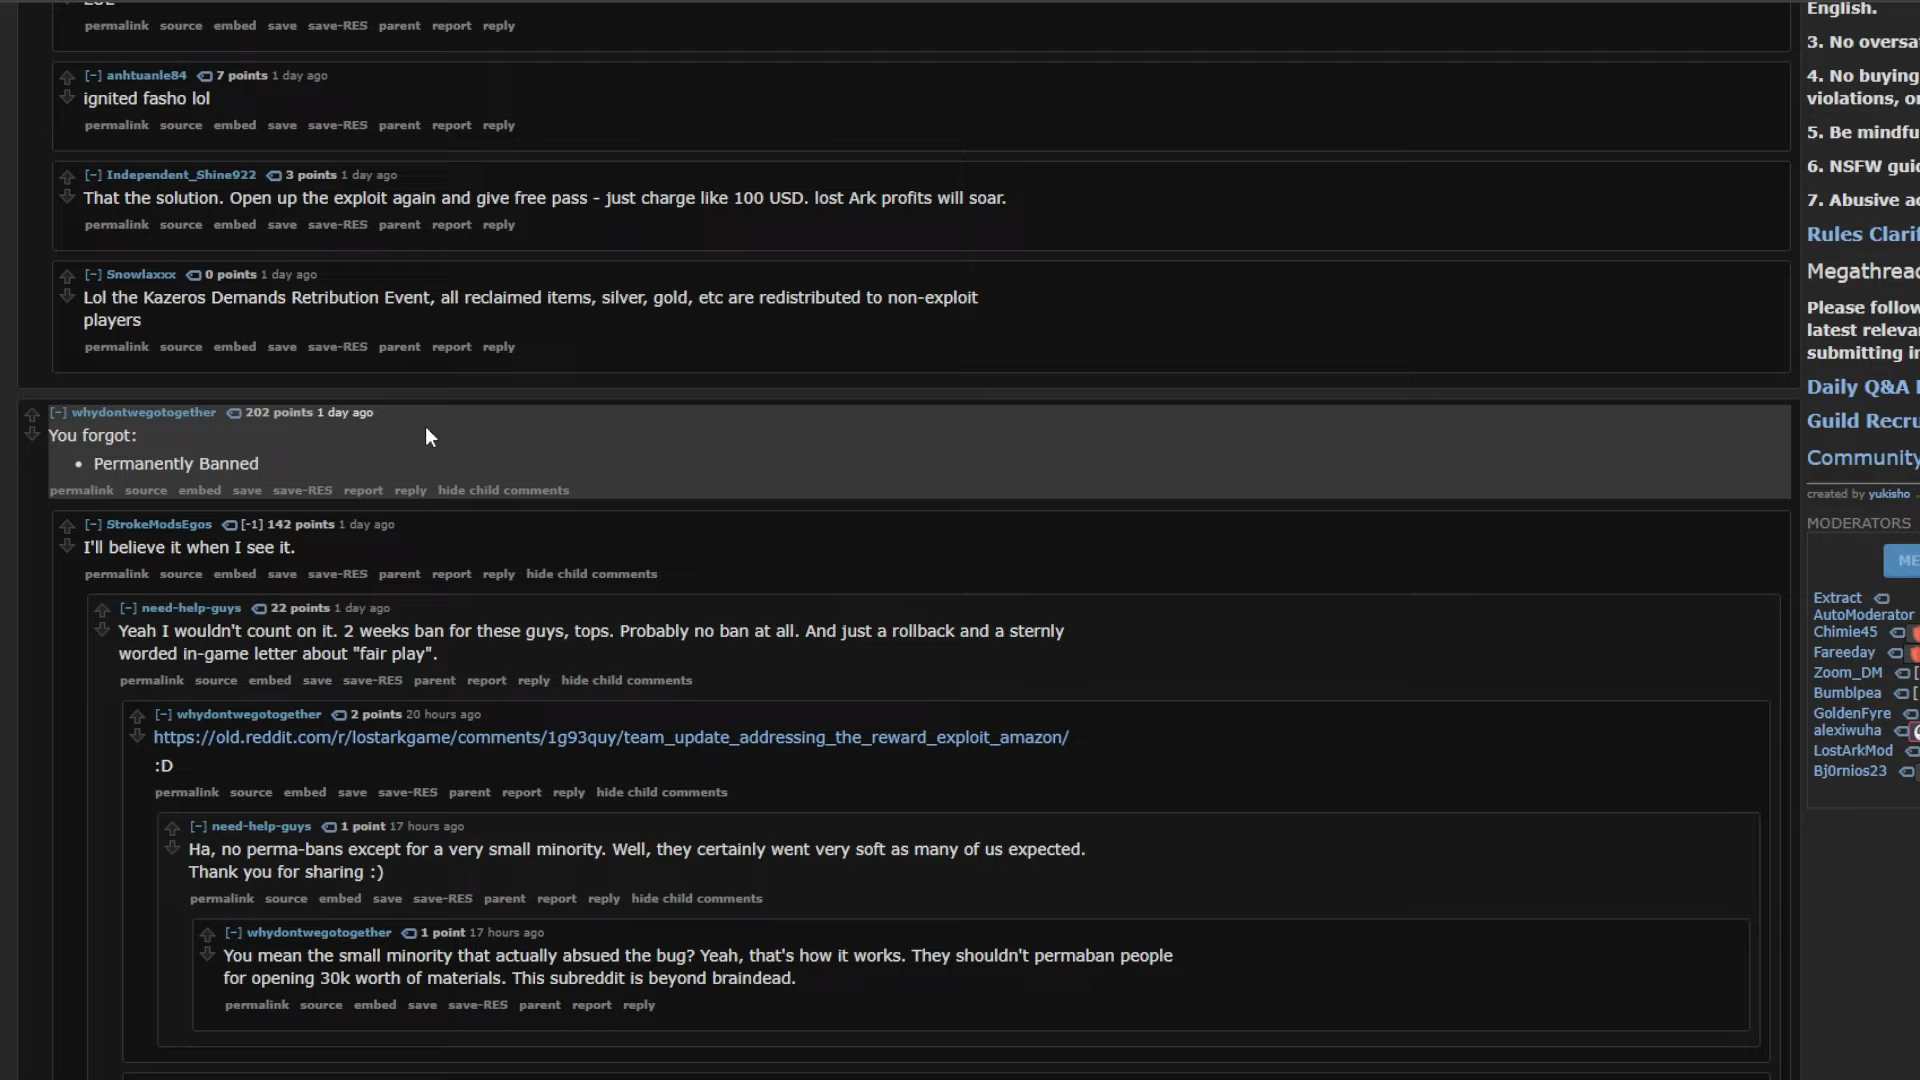 permalink source embed save save-RES parent report reply
[-] anhtuanle84 7 points 1 day ago
ignited fasho lol
permalink source embed save save-RES parent report reply
[-] Independent_Shine922 3 points 1 day ago
That the solution. Open up the exploit again and give free pass - just charge like 100 USD. lost Ark profits will soar.
permalink source embed save save-RES parent report reply
[-] Snowlaxxx 0 points 1 day ago
Lol the Kazeros Demands Retribution Event, all reclaimed items, silver, gold, etc are redistributed to non-exploit
players
permalink source embed save save-RES parent report reply
[-] whydontwegotogether 202 points 1 day ago
You forgot:
• Permanently Banned
permalink source embed save save-RES report reply hide child comments
[-] StrokeModsEgos [-1] 142 points 1 day ago
I'll believe it when I see it.
permalink source embed save save-RES parent report reply hide child comments
[-] need-help-guys 22 points 1 day ago
Yeah I wouldn't count on it. 2 weeks ban for these guys, tops. Probably no ban at all. And just a rollback and a sternly
worded in-game letter about "fair play".
permalink source embed save save-RES parent report reply hide child comments
[-] whydontwegotogether 2 points 20 hours ago
https://old.reddit.com/r/lostarkgame/comments/1g93quy/team_update_addressing_the_reward_exploit_amazon/
:D
permalink source embed save save-RES parent report reply hide child comments
[-] need-help-guys 1 point 17 hours ago
Ha, no perma-bans except for a very small minority. Well, they certainly went very soft as many of us expected.
Thank you for sharing :)
permalink source embed save save-RES parent report reply hide child comments
[-] whydontwegotogether 1 point 17 hours ago
You mean the small minority that actually absued the bug? Yeah, that's how it works. They shouldn't permaban people
for opening 30k worth of materials. This subreddit is beyond braindead.
permalink source embed save save-RES parent report reply
English.
3. No oversa
4. No buying
violations, o
5. Be mindfu
6. NSFW guid
7. Abusive a
Rules Clarif
Megathread
Please follow
latest releva
submitting i
Daily Q&A
Guild Recru
Community
created by yukisho
MODERATORS
ME
Extract
AutoModerator
Chimie45
Fareeday
Zoom_DM [
Bumblpea [
GoldenFyre
alexiwuha
LostArkMod
Bj0rnios23